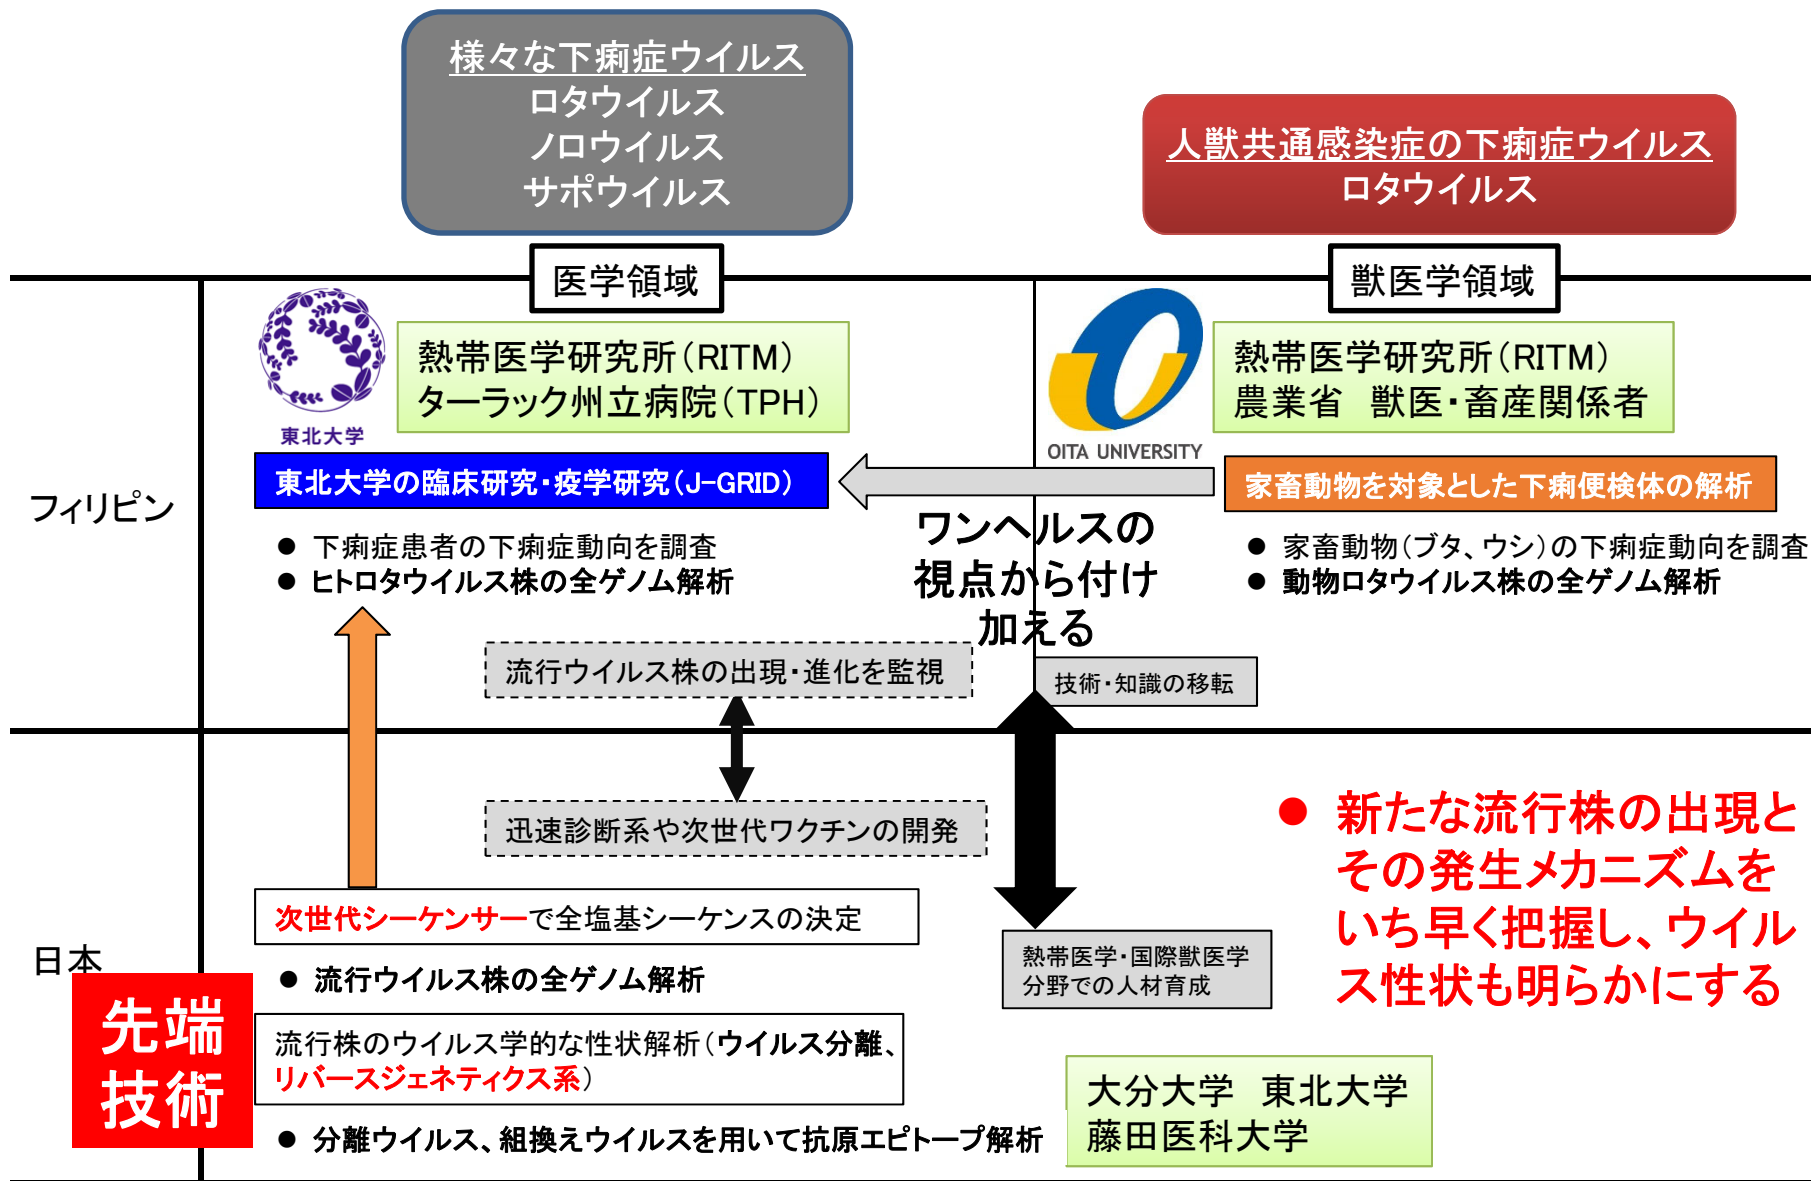 様々な下痢症ウイルス
ロタウイルス
ノロウイルス
サポウイルス
人獣共通感染症の下痢症ウイルス
ロタウイルス
医学領域
獣医学領域
フィリピン
東北大学
熱帯医学研究所（RITM）
ターラック州立病院（TPH）
OITA UNIVERSITY
熱帯医学研究所（RITM）
農業省　獣医・畜産関係者
東北大学の臨床研究・疫学研究（J-GRID）
家畜動物を対象とした下痢便検体の解析
● 下痢症患者の下痢症動向を調査
● ヒトロタウイルス株の全ゲノム解析
ワンヘルスの
視点から付け
加える
● 家畜動物（ブタ、ウシ）の下痢症動向を調査
● 動物ロタウイルス株の全ゲノム解析
流行ウイルス株の出現・進化を監視
技術・知識の移転
日本
先端
技術
迅速診断系や次世代ワクチンの開発
次世代シーケンサーで全塩基シーケンスの決定
● 流行ウイルス株の全ゲノム解析
流行株のウイルス学的な性状解析（ウイルス分離、
リバースジェネティクス系）
● 分離ウイルス、組換えウイルスを用いて抗原エピトープ解析
熱帯医学・国際獣医学
分野での人材育成
● 新たな流行株の出現と
その発生メカニズムを
いち早く把握し、ウイル
ス性状も明らかにする
大分大学　東北大学
藤田医科大学